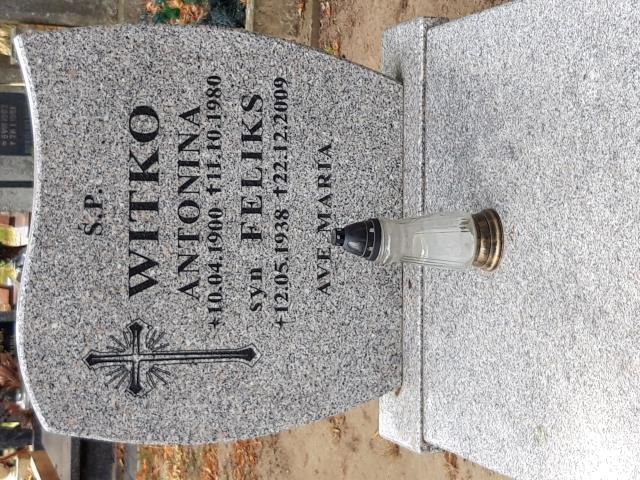 Ś.P.
WITKO
ANTONINA
+10.04.1900 +11.10.1980
syn FELIKS
+12.05.1938 +22.12.2009
AVE MARIA